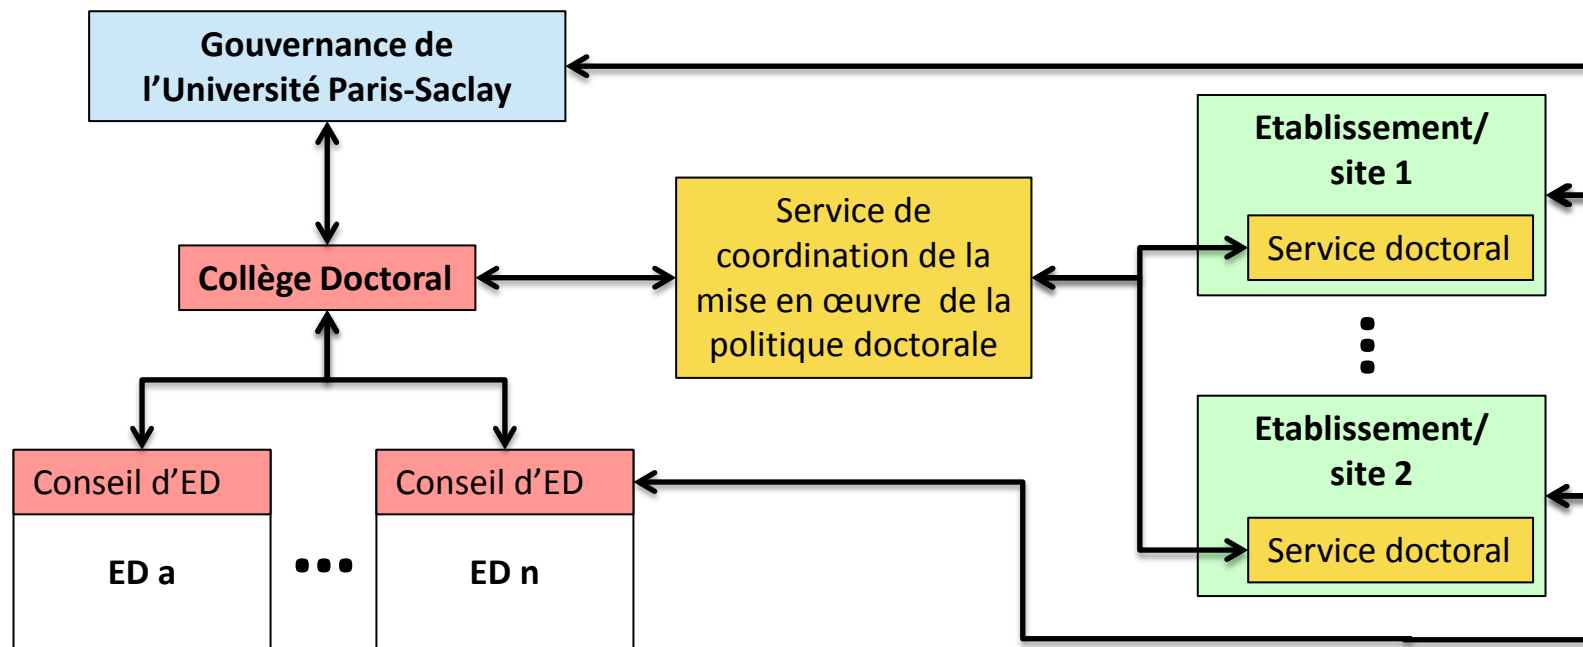 Gouvernance de
l’Université Paris-Saclay
Etablissement/
site 1
Service doctoral
Service de
coordination de la
mise en œuvre de la
politique doctorale
Collège Doctoral
Etablissement/
site 2
Service doctoral
Conseil d’ED
Conseil d’ED
ED a
...
ED n